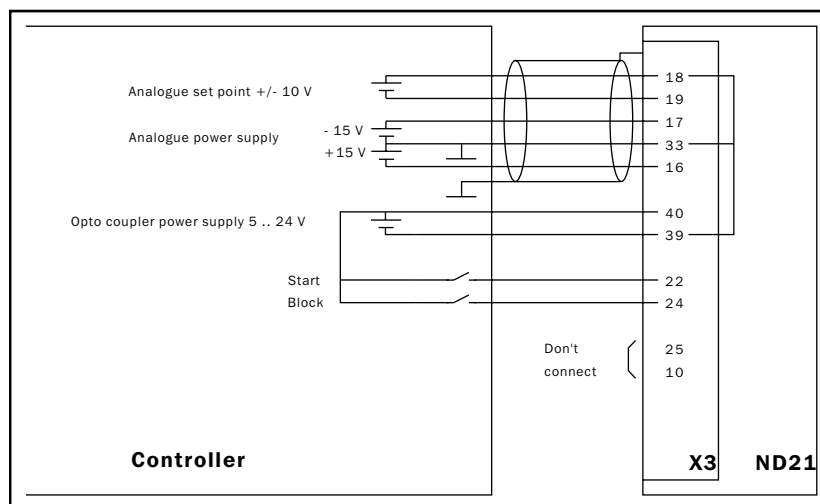 Analogue set point +/- 10 V
18
19
Analogue power supply
- 15 V
+15 V
17
33
16
Opto coupler power supply 5 .. 24 V
40
39
Start
22
Block
24
Don't
connect
25
10
Controller
X3
ND21